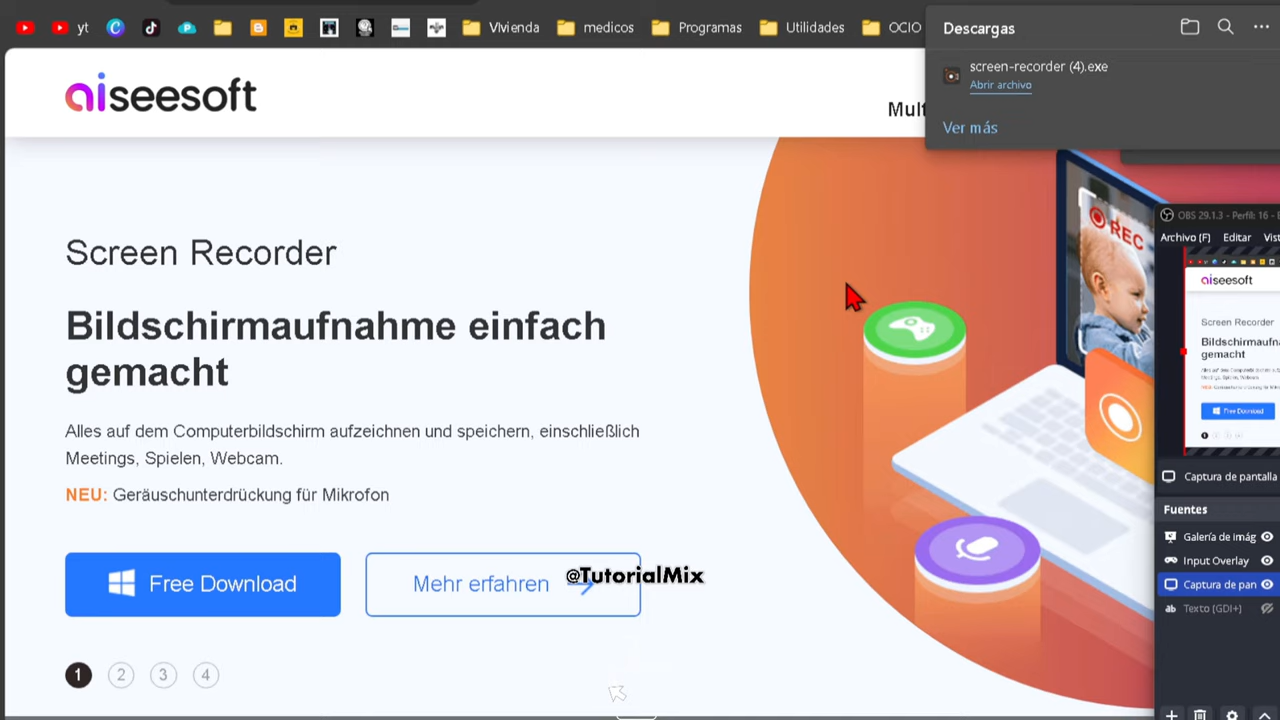 yt
Vivienda
medicos
Programas
Utilidades
OCIO
Descargas
screen-recorder (4).exe
Abrir archivo
Ver más
aiseesoft
Screen Recorder
Bildschirmaufnahme einfach
gemacht
Alles auf dem Computerbildschirm aufzeichnen und speichern, einschließlich
Meetings, Spielen, Webcam.
NEU: Geräuschunterdrückung für Mikrofon
Free Download
Mehr erfahren
@TutorialMix
1 2 3 4
REC
OBS 29.1.3 - Perfil: 16 -
Archivo (F) Editar
aiseesoft
Screen Recorder
gemacht
Free Download
Captura de pantalla
Fuentes
Galería de imág
Input Overlay
Captura de pan
Texto (GDI+)